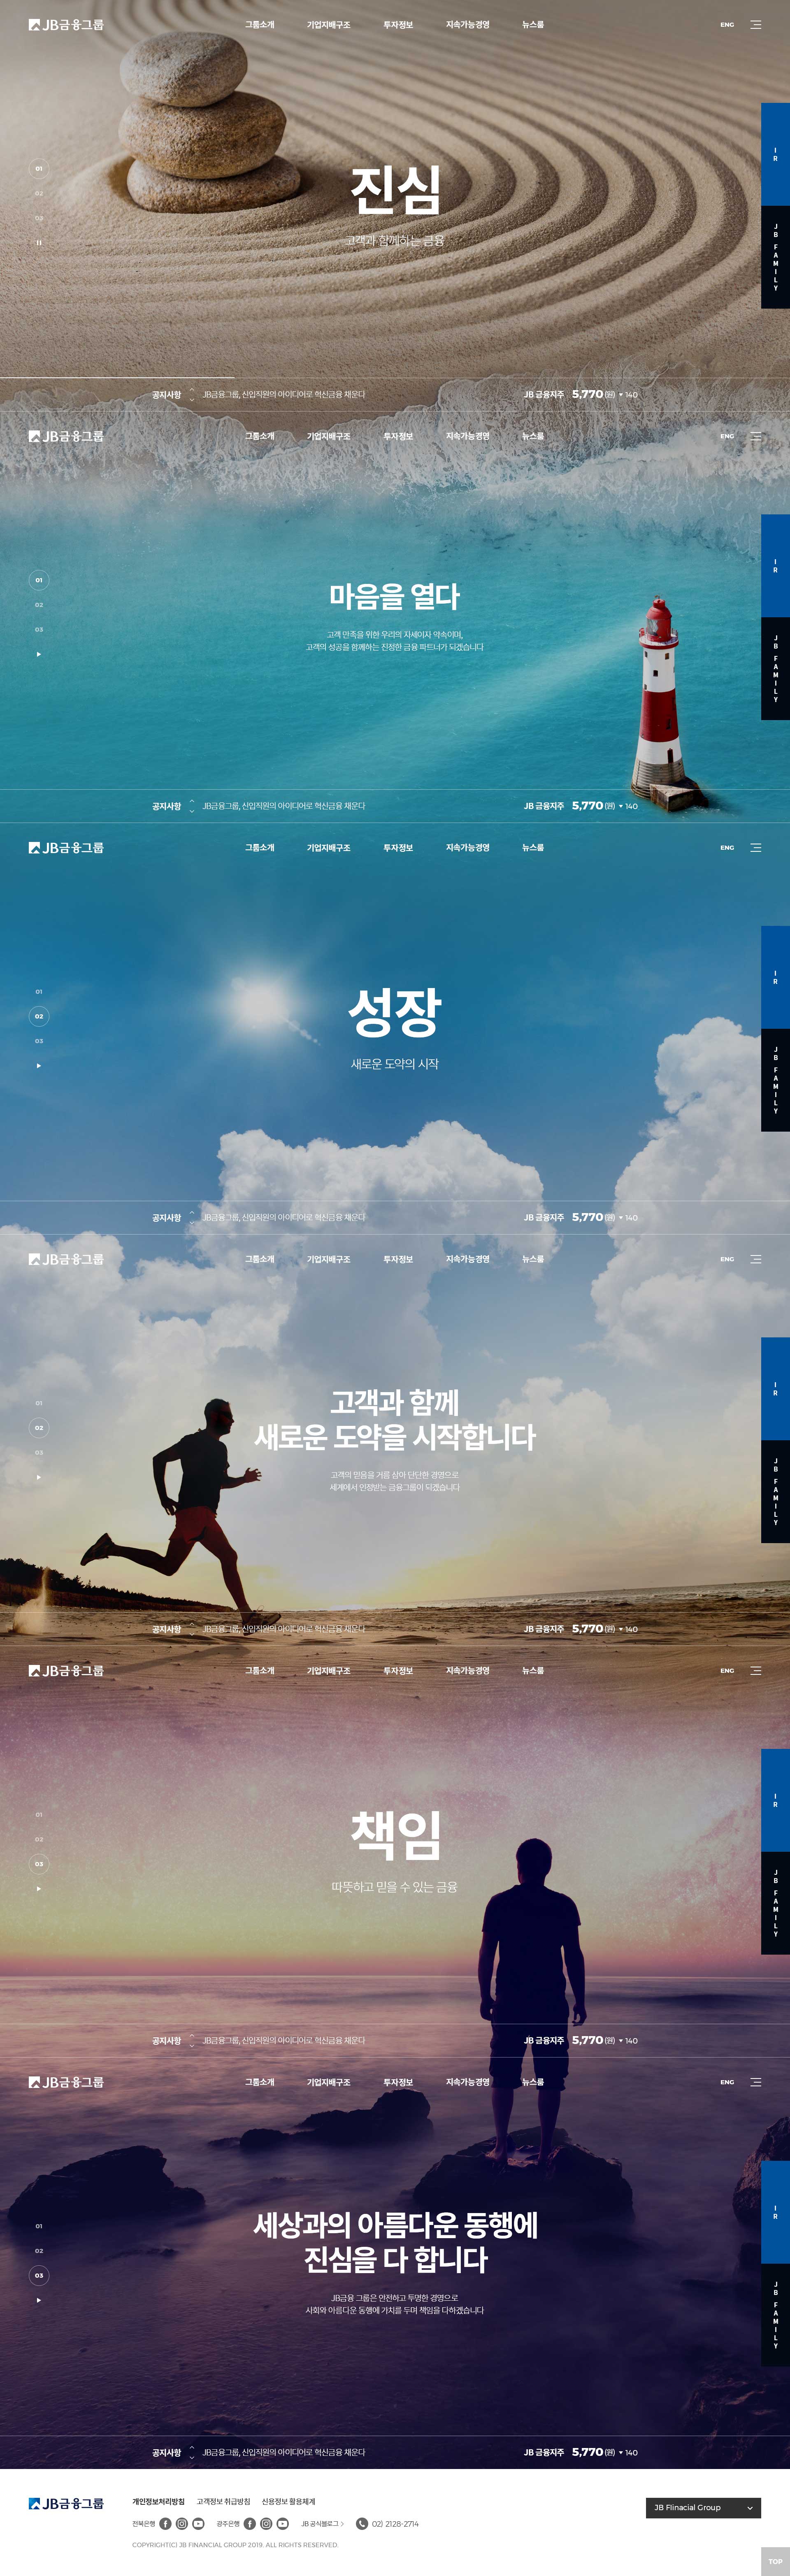 JB금융그룹
그룹소개 기업지배구조 투자정보 지속가능경영 뉴스룸
ENG
IR
JB FAMILY
01
02
03
진심
고객과 함께하는 금융
공지사항 JB금융그룹, 신입직원의 아이디어로 혁신금융 채운다
JB 금융지주 5,770 (원) ▼ 140
JB금융그룹
그룹소개 기업지배구조 투자정보 지속가능경영 뉴스룸
ENG
IR
JB FAMILY
01
02
03
마음을 열다
고객 만족을 위한 우리의 자세이자 약속이며,
고객의 성공을 함께하는 진정한 금융 파트너가 되겠습니다
공지사항 JB금융그룹, 신입직원의 아이디어로 혁신금융 채운다
JB 금융지주 5,770 (원) ▼ 140
JB금융그룹
그룹소개 기업지배구조 투자정보 지속가능경영 뉴스룸
ENG
IR
JB FAMILY
01
02
03
성장
새로운 도약의 시작
공지사항 JB금융그룹, 신입직원의 아이디어로 혁신금융 채운다
JB 금융지주 5,770 (원) ▼ 140
JB금융그룹
그룹소개 기업지배구조 투자정보 지속가능경영 뉴스룸
ENG
IR
JB FAMILY
01
02
03
고객과 함께
새로운 도약을 시작합니다
고객의 믿음을 거름 삼아 단단한 경영으로
세계에서 인정받는 금융그룹이 되겠습니다
공지사항 JB금융그룹, 신입직원의 아이디어로 혁신금융 채운다
JB 금융지주 5,770 (원) ▼ 140
JB금융그룹
그룹소개 기업지배구조 투자정보 지속가능경영 뉴스룸
ENG
IR
JB FAMILY
01
02
03
책임
따뜻하고 믿을 수 있는 금융
공지사항 JB금융그룹, 신입직원의 아이디어로 혁신금융 채운다
JB 금융지주 5,770 (원) ▼ 140
JB금융그룹
그룹소개 기업지배구조 투자정보 지속가능경영 뉴스룸
ENG
IR
JB FAMILY
01
02
03
세상과의 아름다운 동행에
진심을 다 합니다
JB금융 그룹은 안전하고 투명한 경영으로
사회와 아름다운 동행에 가치를 두며 책임을 다하겠습니다
공지사항 JB금융그룹, 신입직원의 아이디어로 혁신금융 채운다
JB 금융지주 5,770 (원) ▼ 140
JB금융그룹
개인정보처리방침 고객정보 취급방침 신용정보 활용체제
JB Flinacial Group
전북은행 광주은행 JB 공식블로그 02) 2128-2714
COPYRIGHT(C) JB FINANCIAL GROUP 2019. ALL RIGHTS RESERVED.
TOP